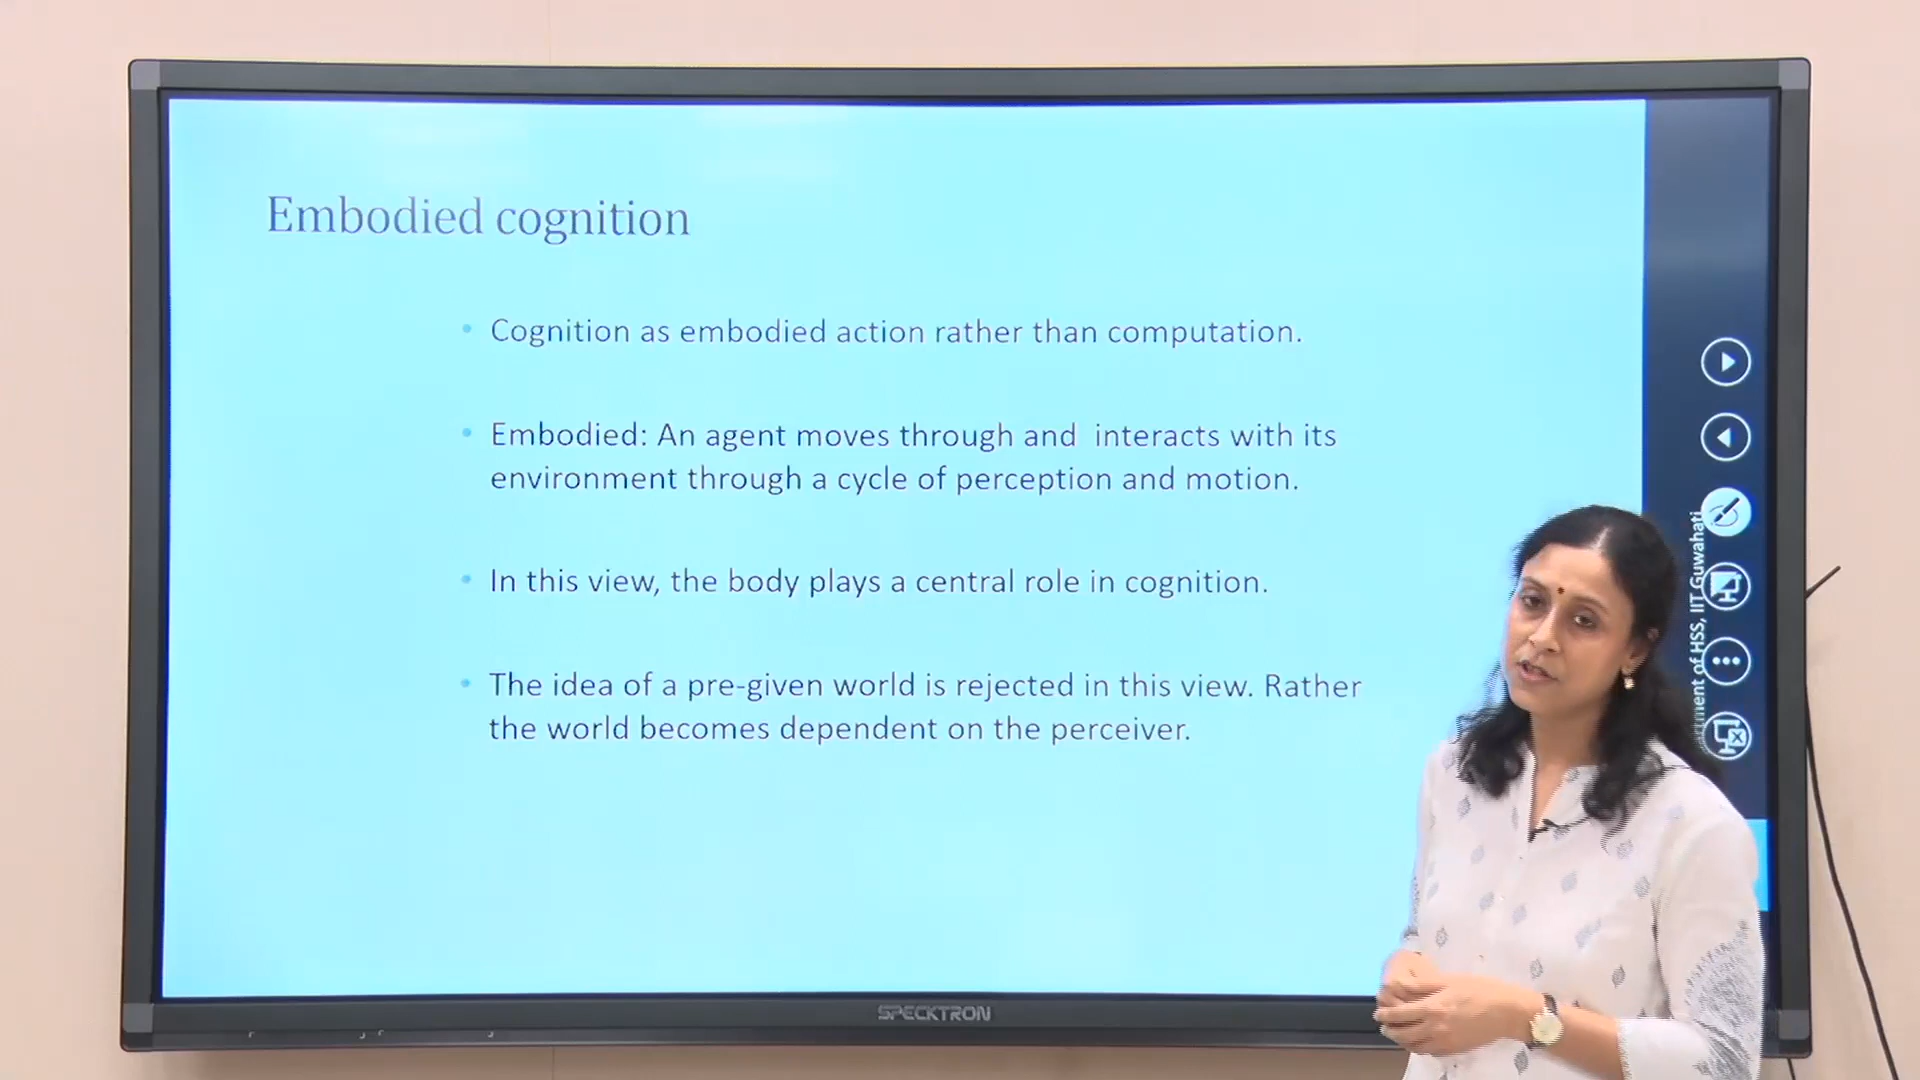 Embodied cognition
• Cognition as embodied action rather than computation.
• Embodied: An agent moves through and interacts with its
environment through a cycle of perception and motion.
• In this view, the body plays a central role in cognition.
• The idea of a pre-given world is rejected in this view. Rather
the world becomes dependent on the perceiver.
of HSS, IIT Guwahati
SPECKTRON